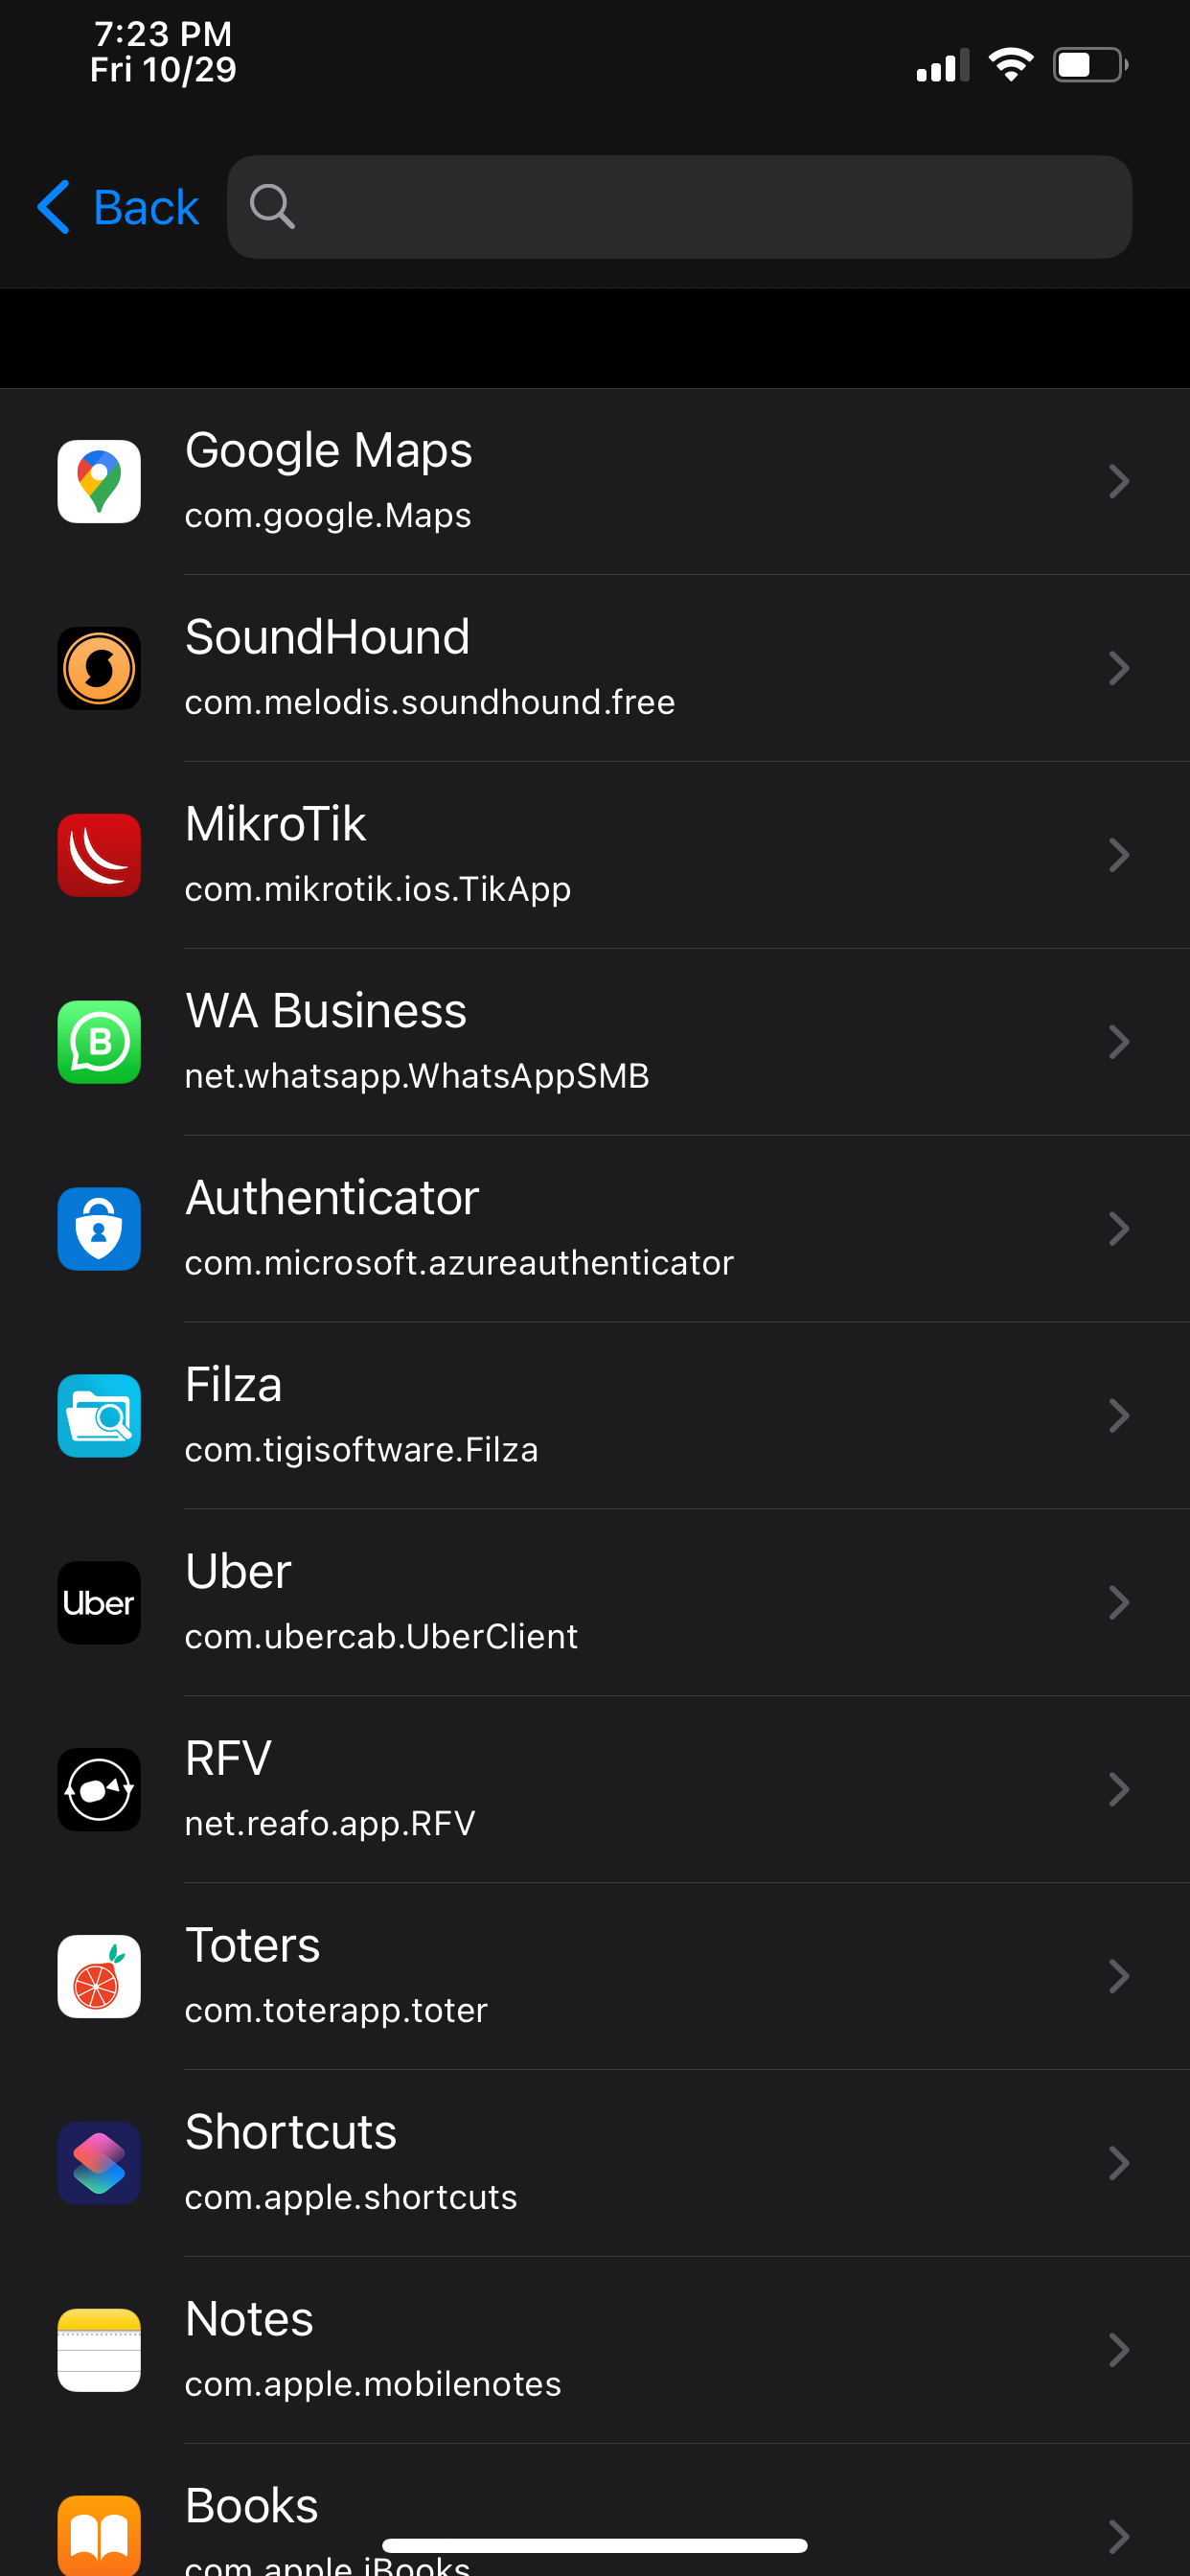 7:23 PM
Fri 10/29
Back
Google Maps
com.google.Maps
SoundHound
com.melodis.soundhound.free
MikroTik
com.mikrotik.ios.TikApp
WA Business
net.whatsapp.WhatsAppSMB
B
Authenticator
com.microsoft.azureauthenticator
Filza
com.tigisoftware.Filza
Uber
Uber
com.ubercab.UberClient
RFV
net.reafo.app.RFV
Toters
com.toterapp.toter
Shortcuts
com.apple.shortcuts
Notes
com.apple.mobilenotes
Books
com.apple.iBooks